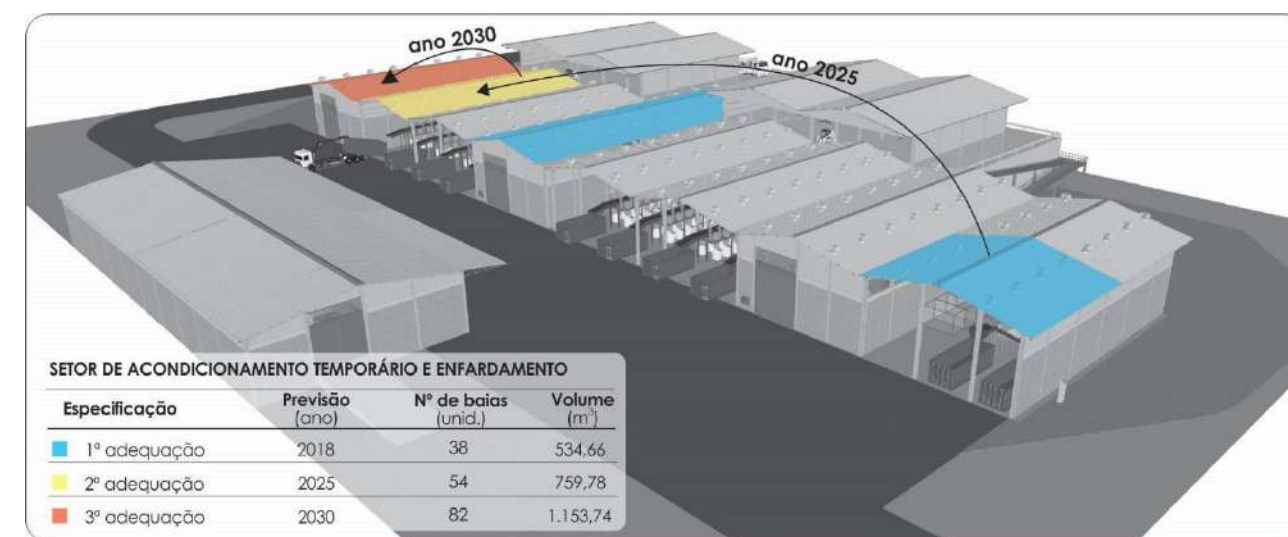 ano 2030
ano 2025
SETOR DE ACONDICIONAMENTO TEMPORÁRIO E ENFARDAMENTO
Especificação Previsão (ano) Nº de baias (unid.) Volume (m³)
1ª adequação 2018 38 534,66
2ª adequação 2025 54 759,78
3ª adequação 2030 82 1.153,74